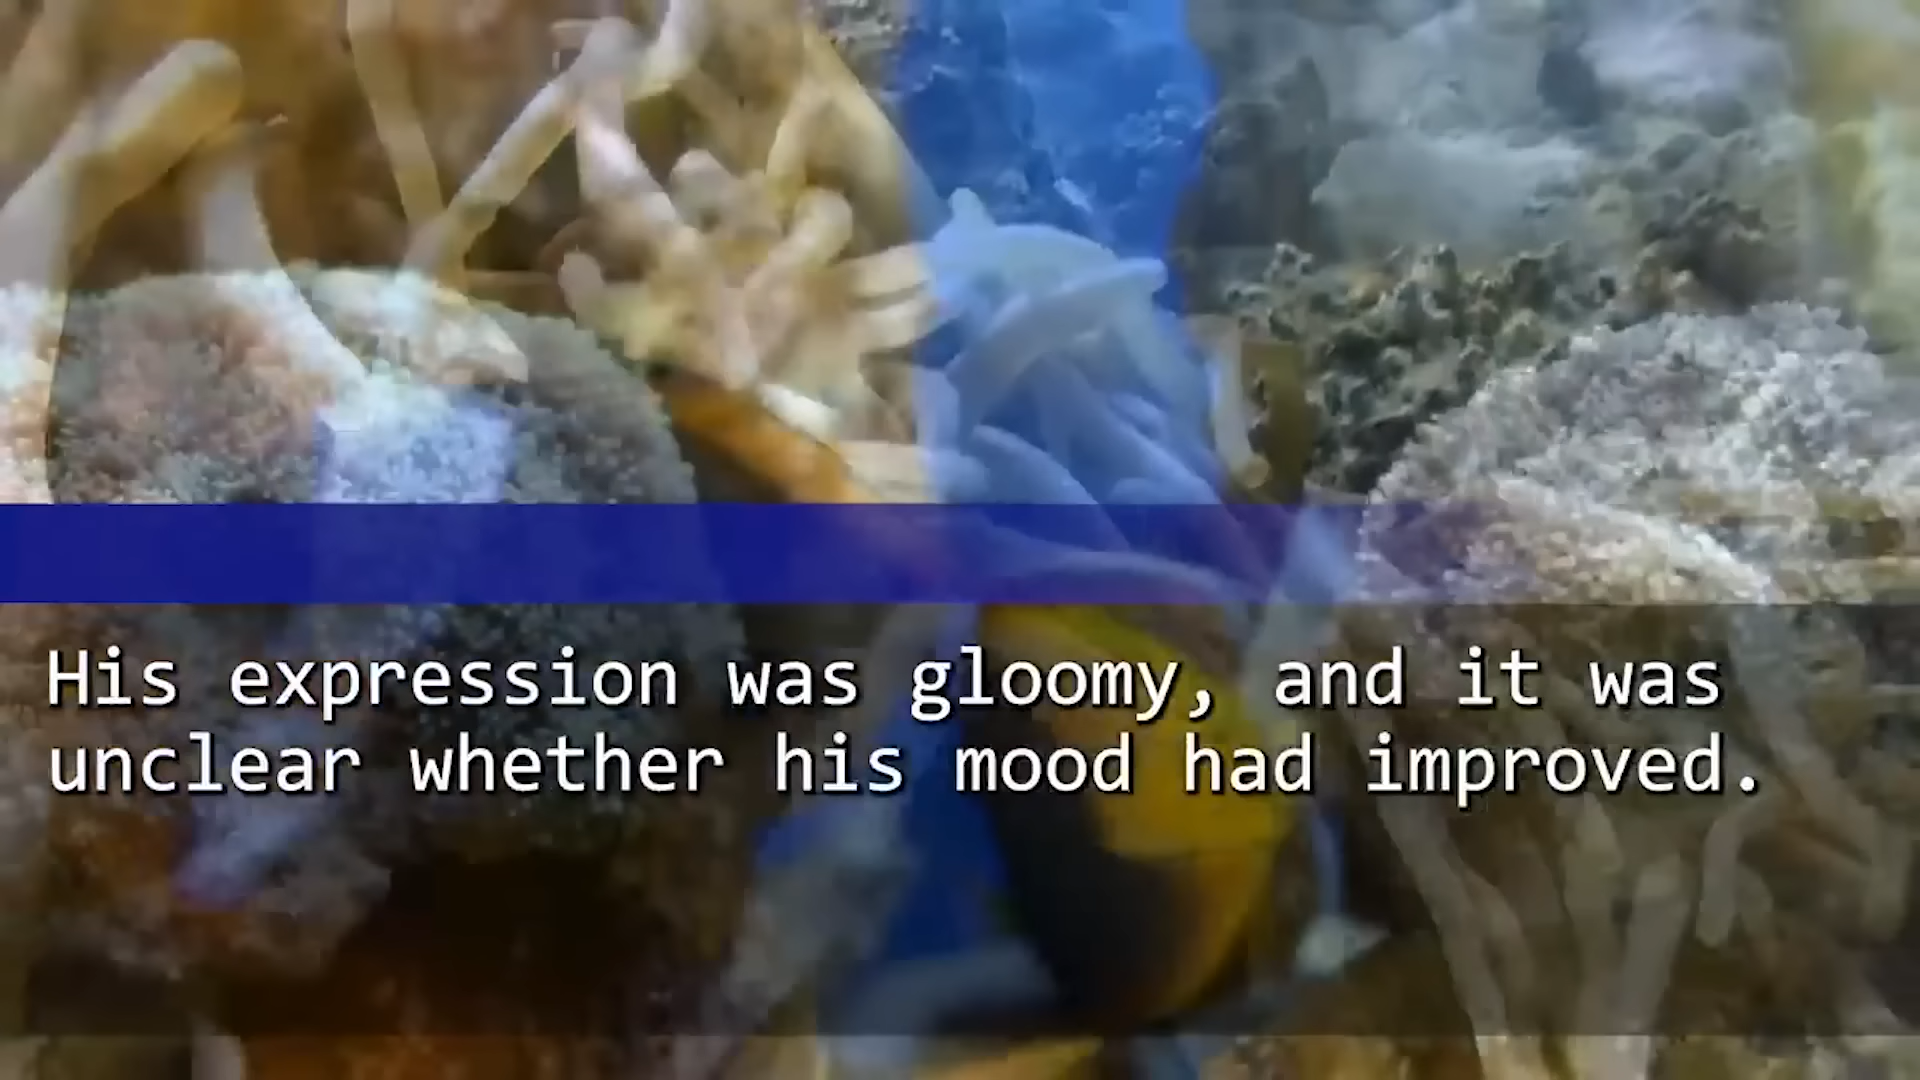 His expression was gloomy, and it was
unclear whether his mood had improved.